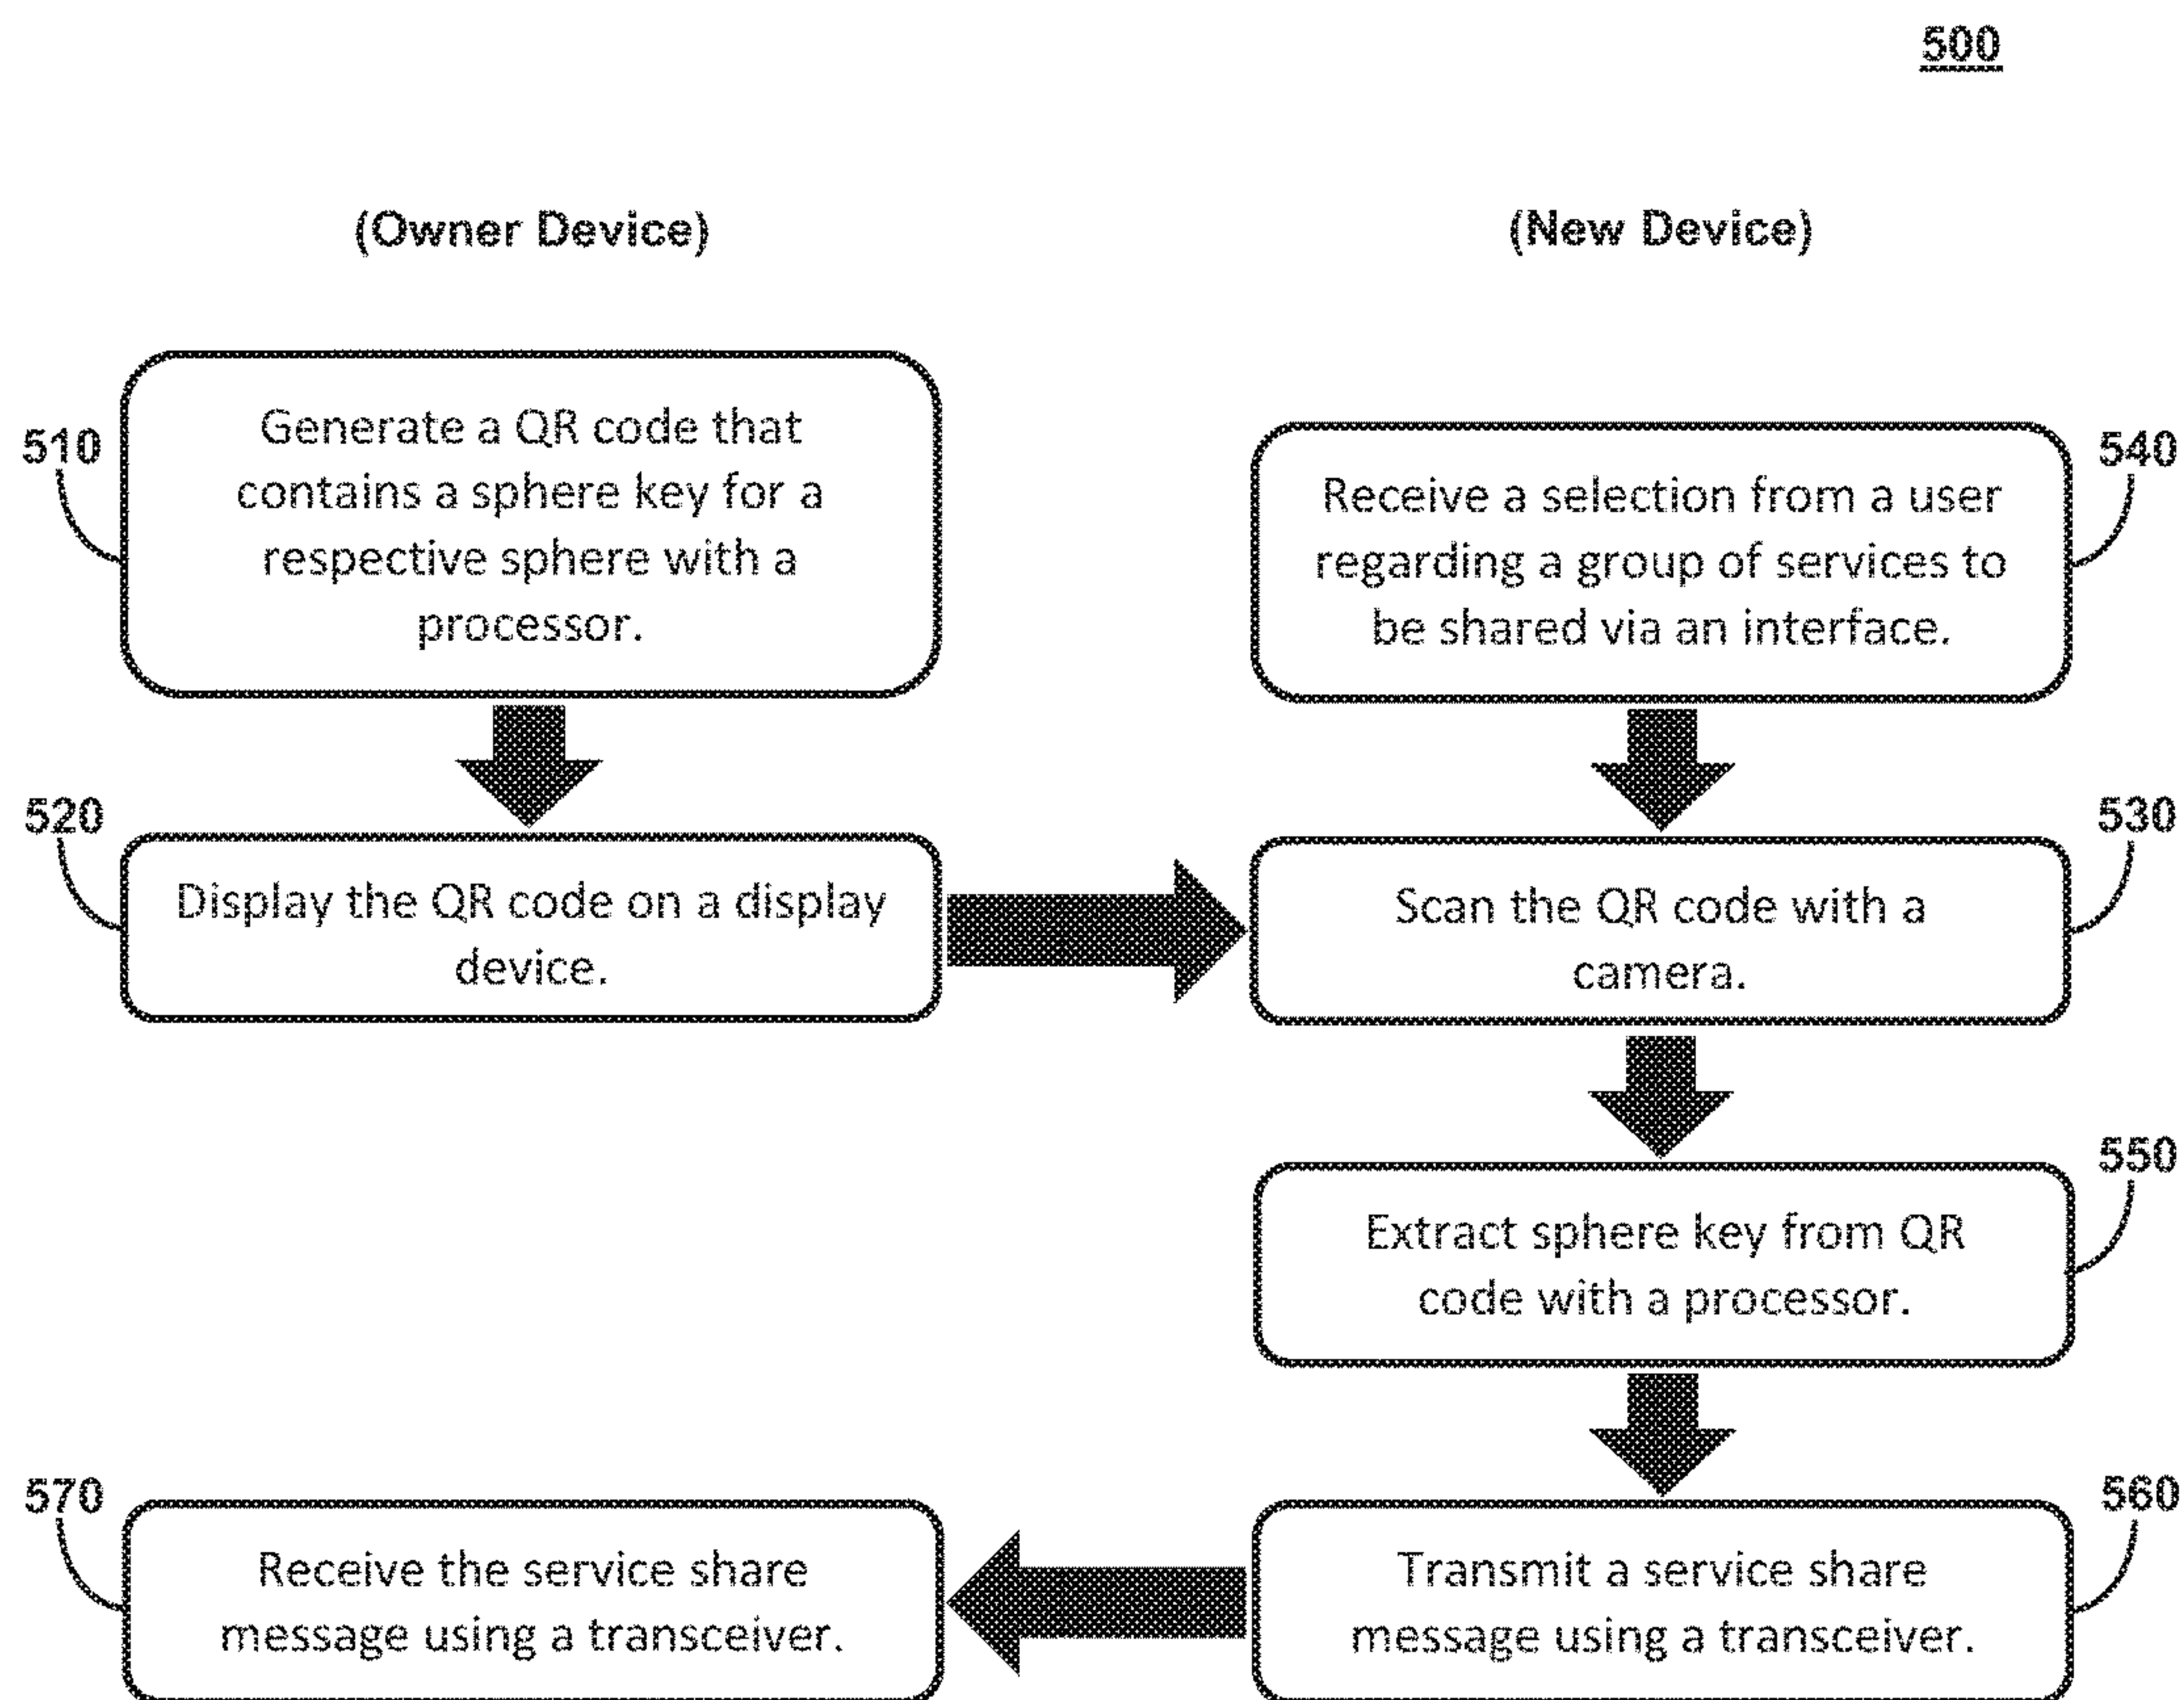 500
(Owner Device)
(New Device)
510
Generate a QR code that
contains a sphere key for a
respective sphere with a
processor.
540
Receive a selection from a user
regarding a group of services to
be shared via an interface.
520
Display the QR code on a display
device.
530
Scan the QR code with a
camera.
550
Extract sphere key from QR
code with a processor.
570
Receive the service share
message using a transceiver.
560
Transmit a service share
message using a transceiver.